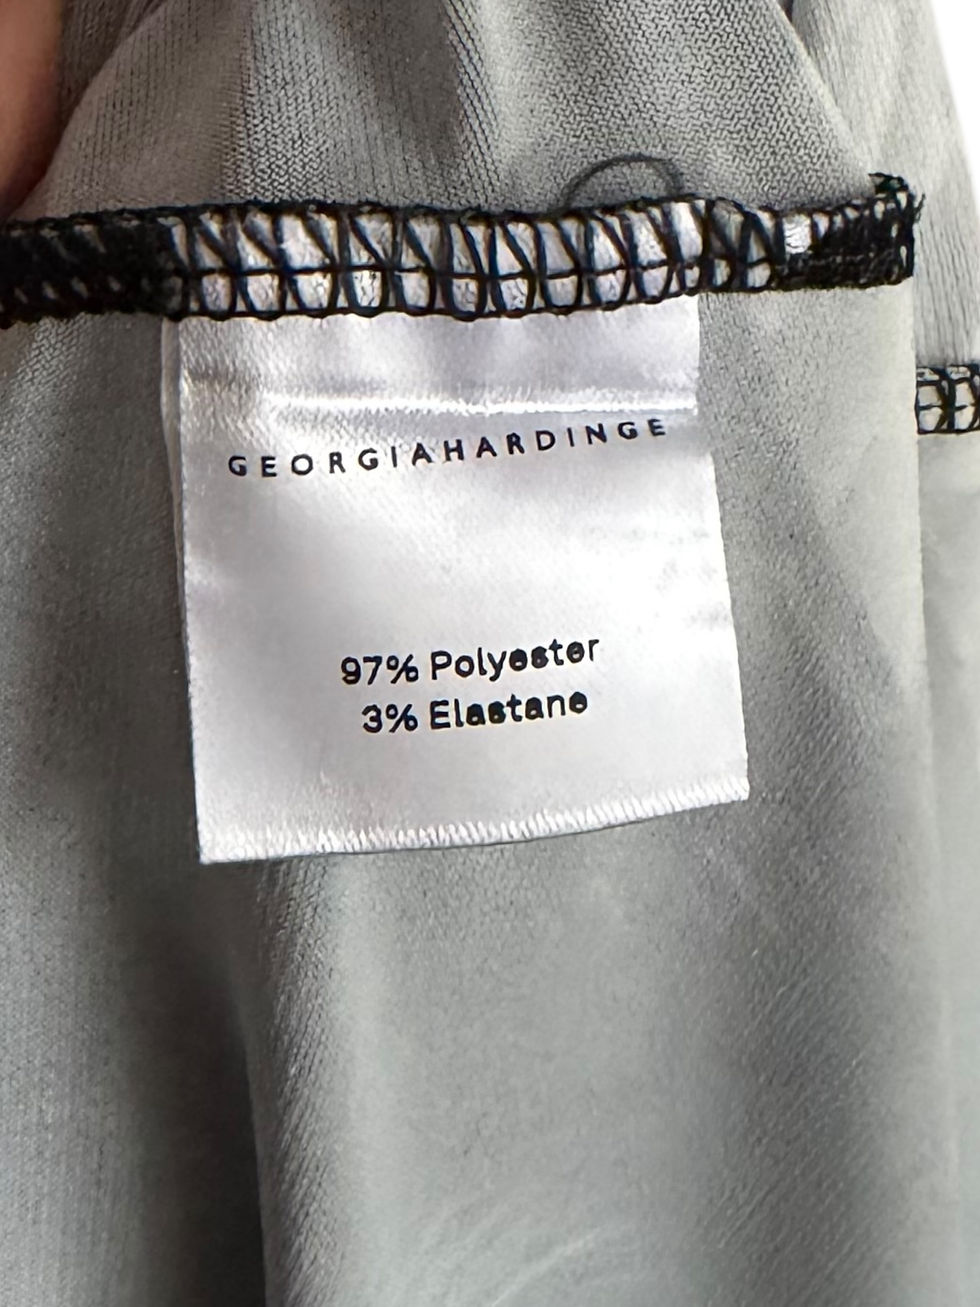 GEORGIAHARDINGE
97% Polyester
3% Elastane